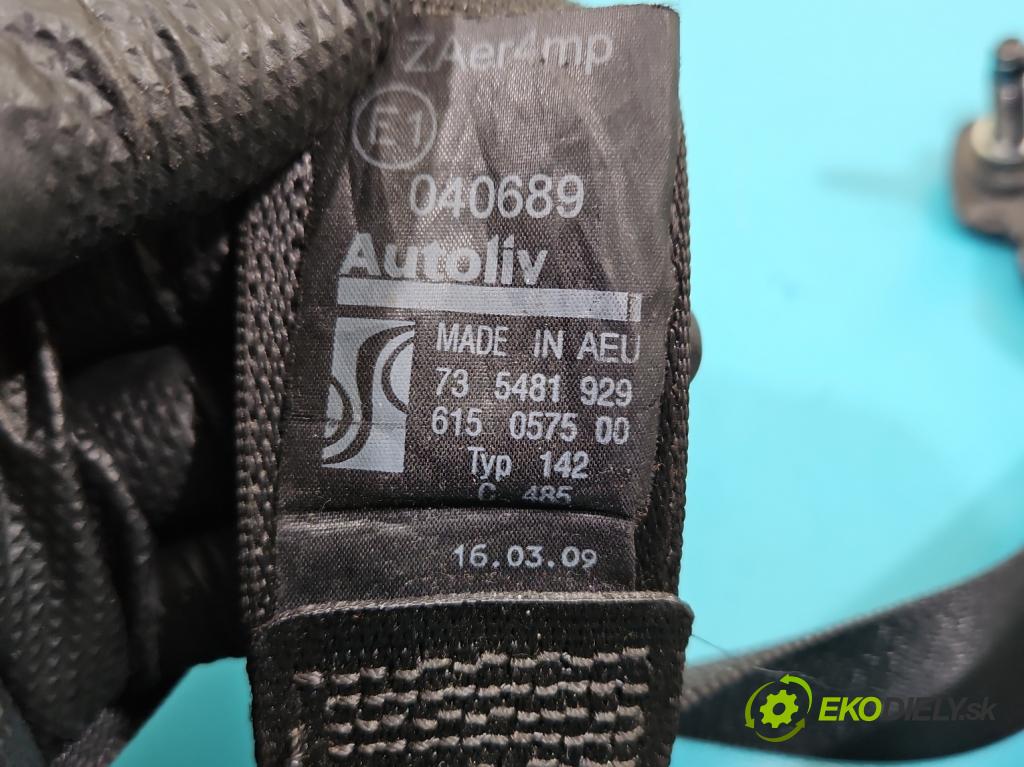 ZAer4mp
E1
040689
Autoliv
MADE IN AEU
73 5481 929
615 0575 00
Typ 142
C 485
16.03.09
EKODIELY.sk